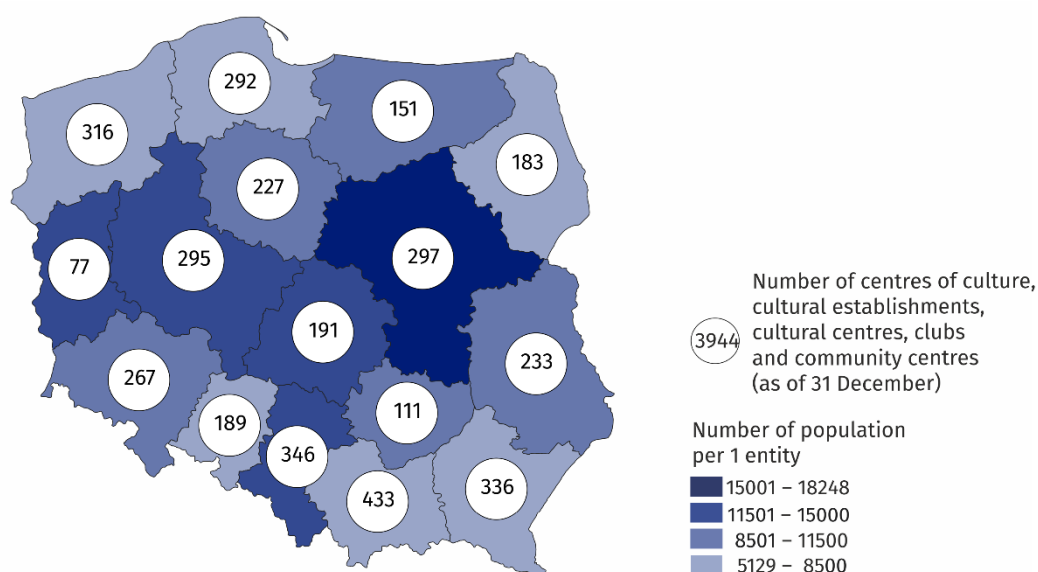 292
151
316
183
227
297
295
77
191
233
267
111
189
346
433
336
3944
Number of centres of culture,
cultural establishments,
cultural centres, clubs
and community centres
(as of 31 December)
Number of population
per 1 entity
15001 – 18248
11501 – 15000
8501 – 11500
5129 – 8500